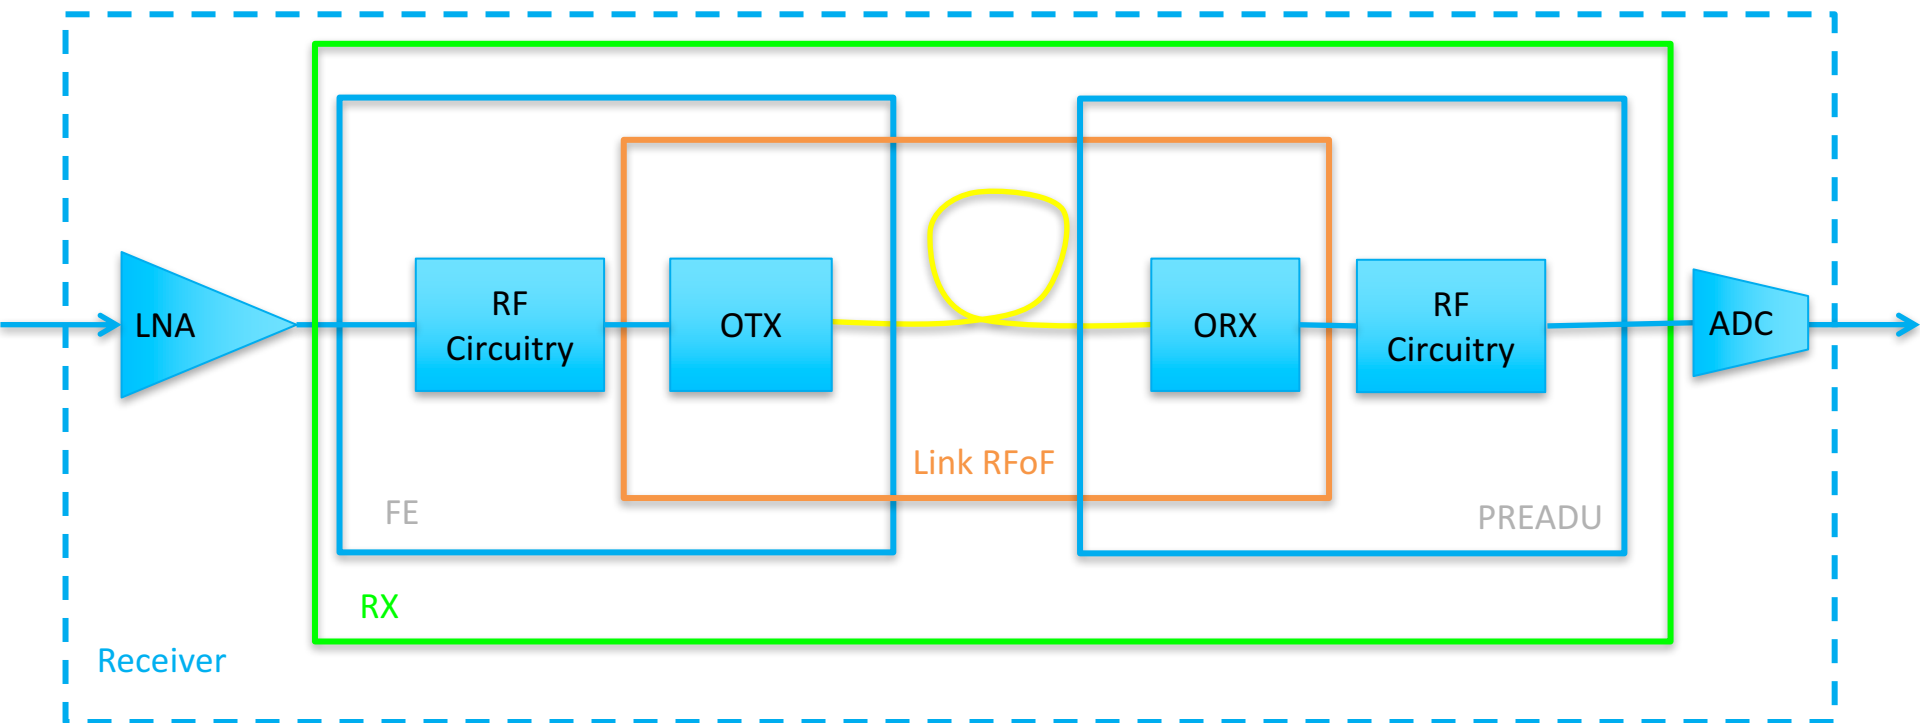 LNA
RF
Circuitry
OTX
ORX
RF
Circuitry
ADC
Link RFoF
FE
PREADU
RX
Receiver